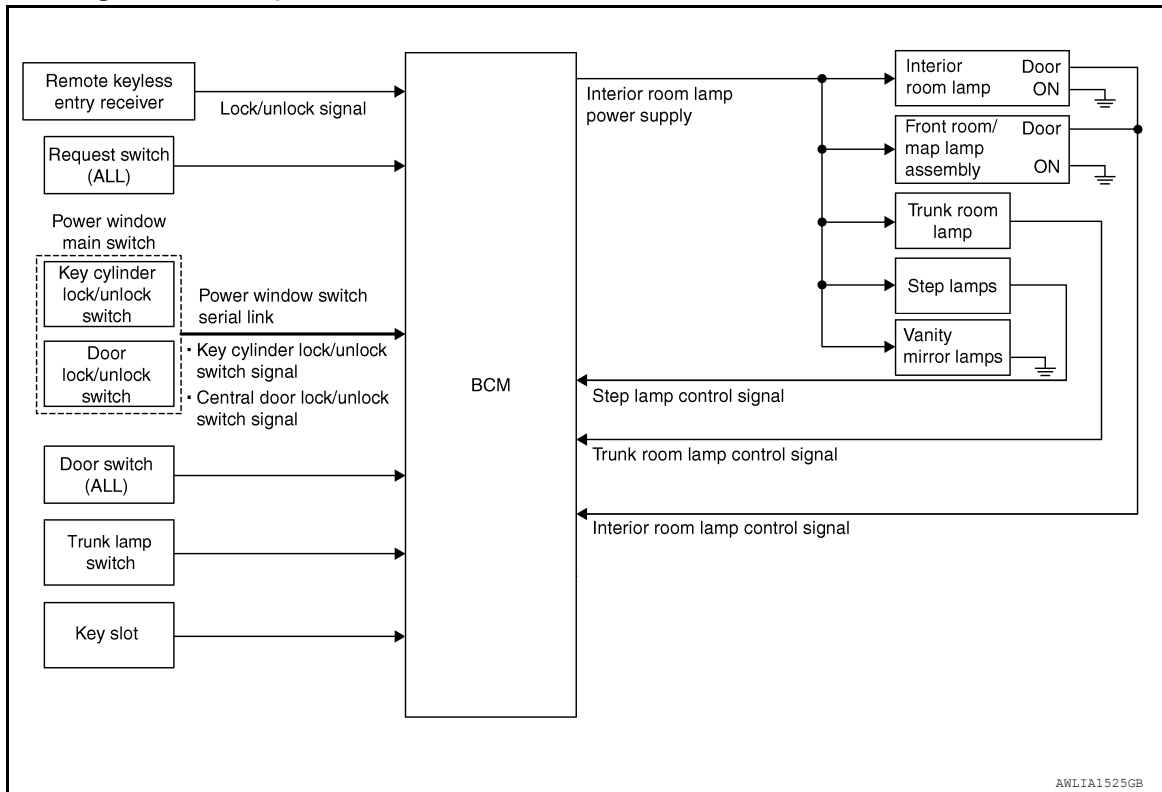 Remote keyless
entry receiver
Lock/unlock signal
Request switch
(ALL)
Power window
main switch
Key cylinder
lock/unlock
switch
Door
lock/unlock
switch
Power window switch
serial link
· Key cylinder lock/unlock
switch signal
· Central door lock/unlock
switch signal
Door switch
(ALL)
Trunk lamp
switch
Key slot
BCM
Interior room lamp
power supply
Interior
room lamp
Door
ON
Front room/
map lamp
assembly
Door
ON
Trunk room
lamp
Step lamps
Vanity
mirror lamps
Step lamp control signal
Trunk room lamp control signal
Interior room lamp control signal
AWLIA1525GB